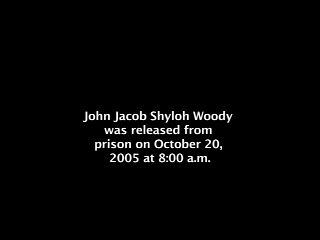 John Jacob Shyloh Woody
was released from
prison on October 20,
2005 at 8:00 a.m.